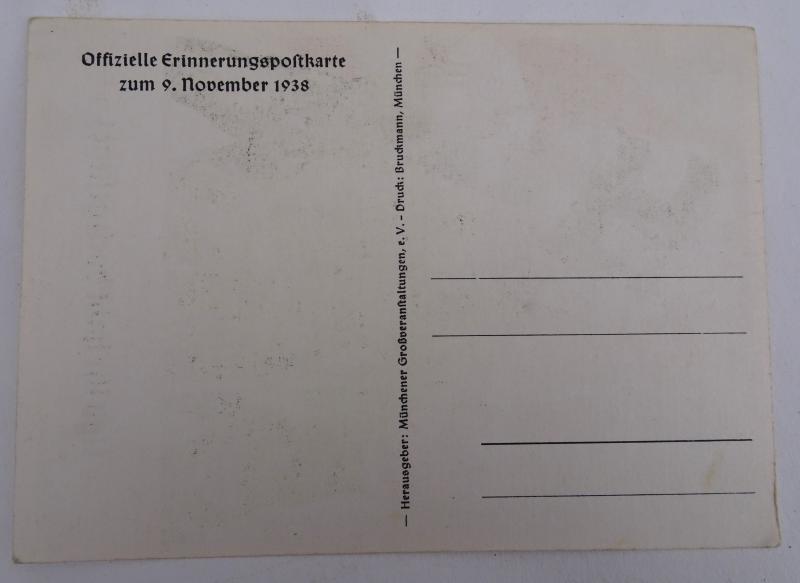 Offizielle Erinnerungspoſtkarte
zum 9. November 1938
— Herausgeber: Münchener Großveranſtaltungen, e. V. - Druck: Bruckmann, München —